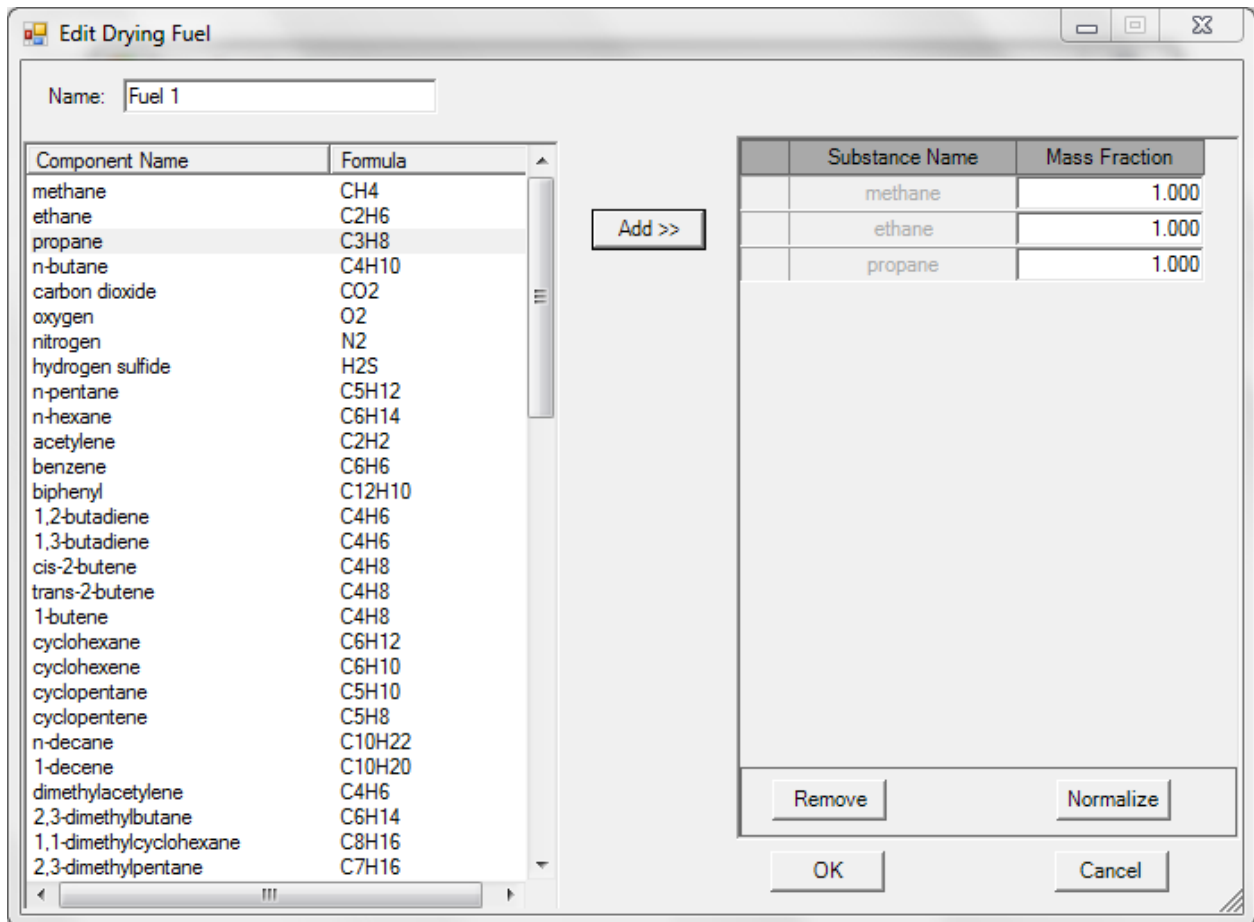 Edit Drying Fuel
Name: Fuel 1
Component Name Formula
methane CH4
ethane C2H6
propane C3H8
n-butane C4H10
carbon dioxide CO2
oxygen O2
nitrogen N2
hydrogen sulfide H2S
n-pentane C5H12
n-hexane C6H14
acetylene C2H2
benzene C6H6
biphenyl C12H10
1,2-butadiene C4H6
1,3-butadiene C4H6
cis-2-butene C4H8
trans-2-butene C4H8
1-butene C4H8
cyclohexane C6H12
cyclohexene C6H10
cyclopentane C5H10
cyclopentene C5H8
n-decane C10H22
1-decene C10H20
dimethylacetylene C4H6
2,3-dimethylbutane C6H14
1,1-dimethylcyclohexane C8H16
2,3-dimethylpentane C7H16
Add >>
Substance Name Mass Fraction
methane 1.000
ethane 1.000
propane 1.000
Remove Normalize
OK Cancel